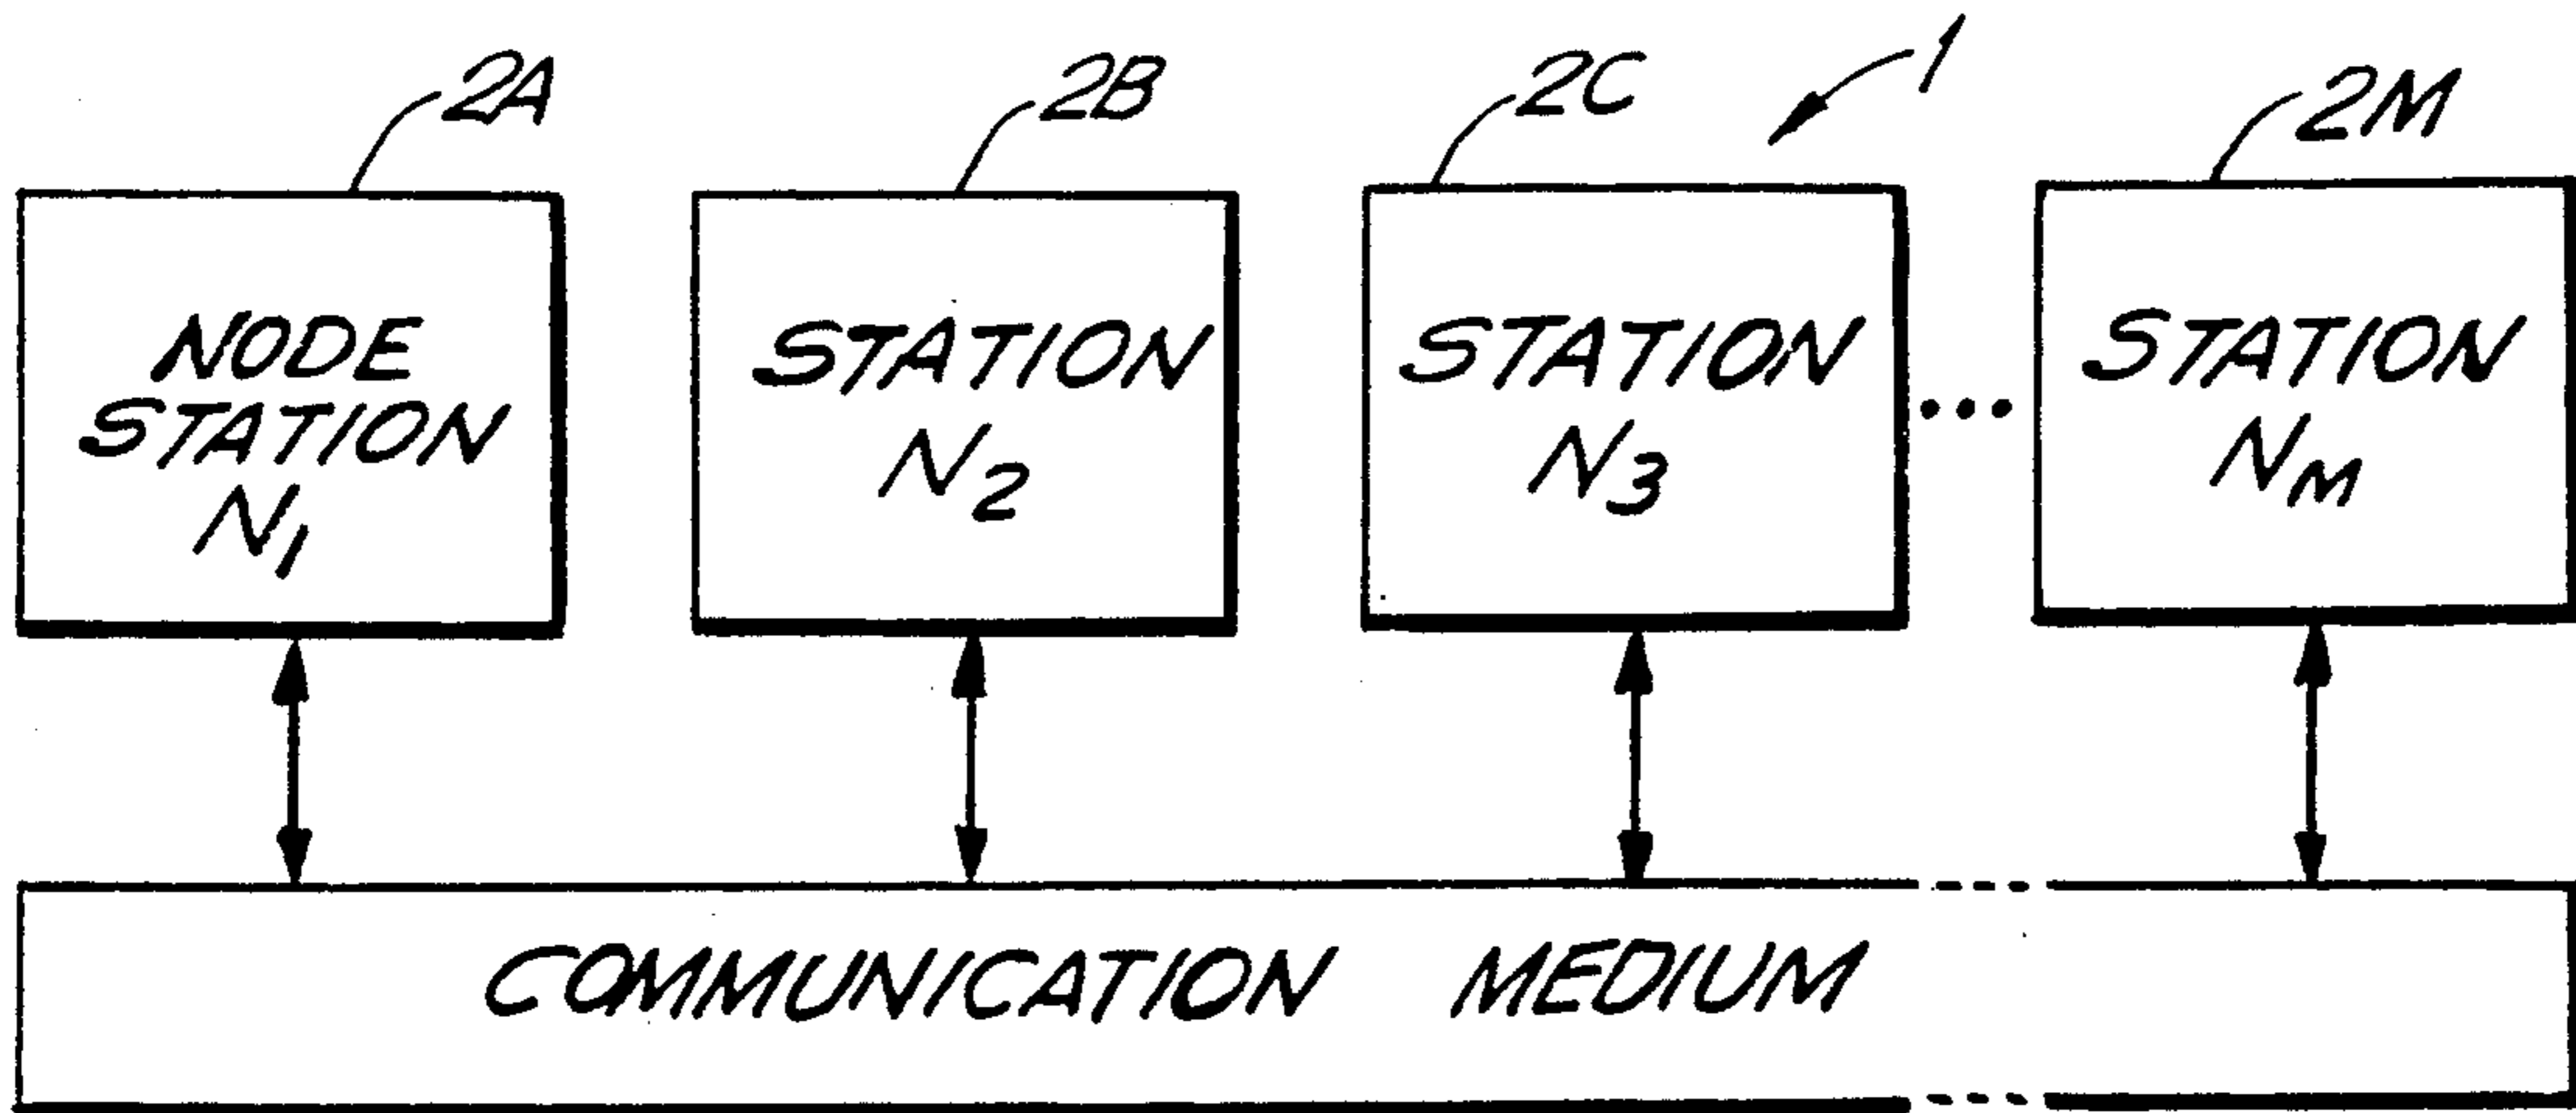 2A
2B
2C
1
2M
NODE
STATION
N1
STATION
N2
STATION
N3
...
STATION
NM
COMMUNICATION MEDIUM